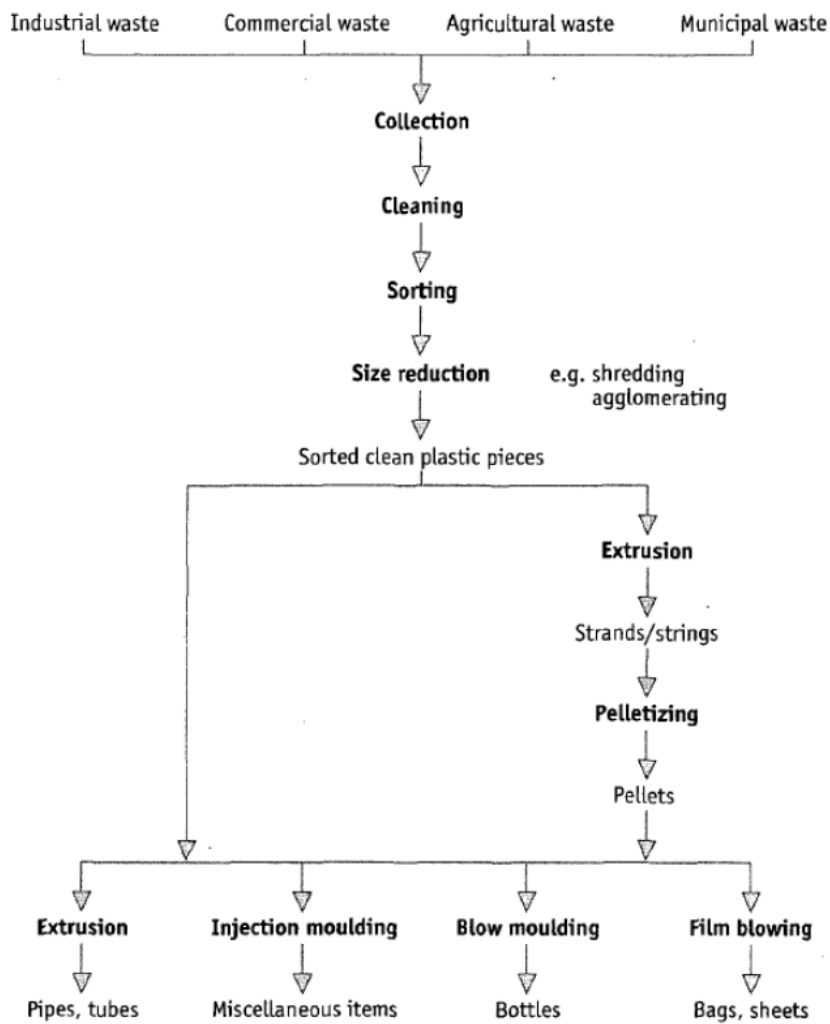 Industrial waste Commercial waste Agricultural waste Municipal waste
Collection
Cleaning
Sorting
Size reduction e.g. shredding
agglomerating
Sorted clean plastic pieces
Extrusion
Strands/strings
Pelletizing
Pellets
Extrusion Injection moulding Blow moulding Film blowing
Pipes, tubes Miscellaneous items Bottles Bags, sheets